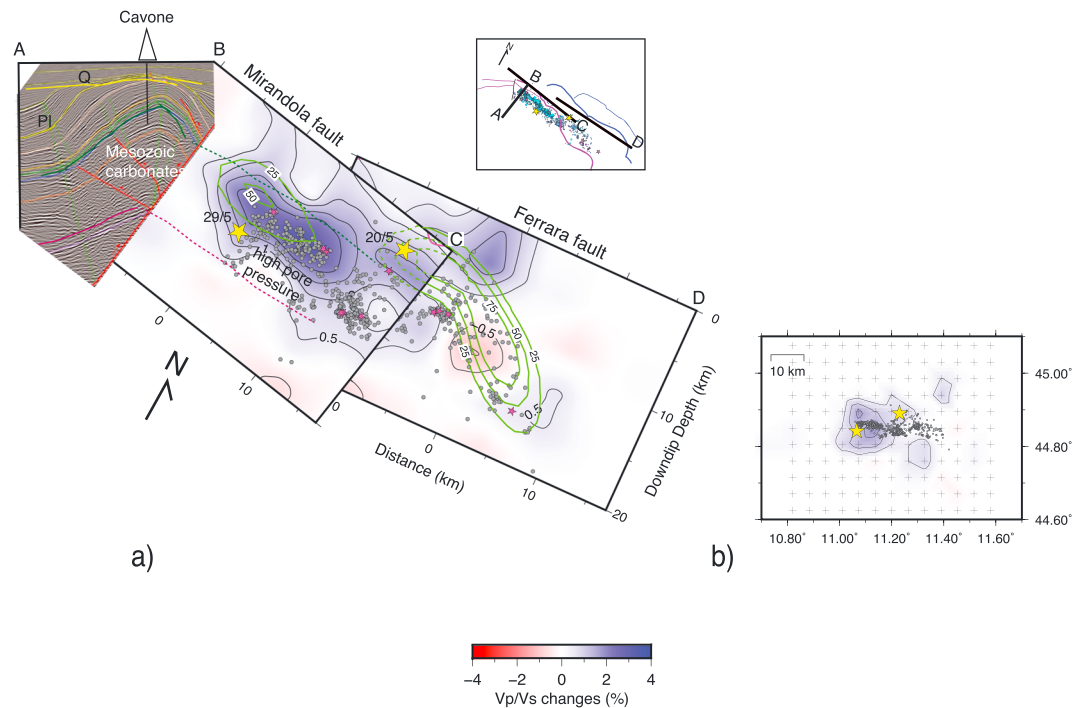 Cavone
A
B
Q
Pl
Mesozoic
carbonates
Mirandola fault
25
50
29/5
20/5
high pore
pressure
0.5
C
Ferrara fault
75
50
25
25
−0.5
0.5
D
0
10
20
Downdip Depth (km)
0
10
0
0
10
Distance (km)
N
N
A
B
C
D
10 km
45.00˚
44.80˚
44.60˚
10.80˚ 11.00˚ 11.20˚ 11.40˚ 11.60˚
a)
b)
−4 −2 0 2 4
Vp/Vs changes (%)